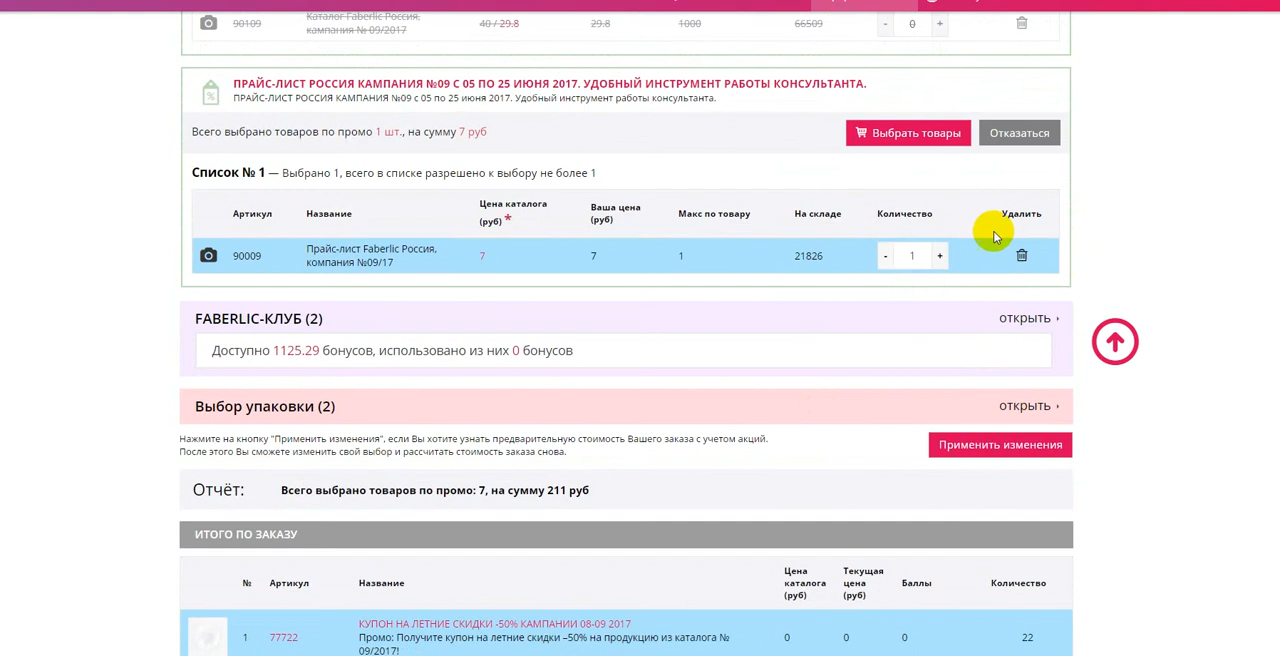 90109 Каталог Faberlic Россия, 40 / 29.8 29.8 1000 66509 - 0 +
кампания № 09/2017
ПРАЙС-ЛИСТ РОССИЯ КАМПАНИЯ №09 С 05 ПО 25 ИЮНЯ 2017. УДОБНЫЙ ИНСТРУМЕНТ РАБОТЫ КОНСУЛЬТАНТА.
ПРАЙС-ЛИСТ РОССИЯ КАМПАНИЯ №09 с 05 по 25 июня 2017. Удобный инструмент работы консультанта.
Всего выбрано товаров по промо 1 шт., на сумму 7 руб
Выбрать товары
Отказаться
Список № 1 — Выбрано 1, всего в списке разрешено к выбору не более 1
Артикул Название Цена каталога (руб) * Ваша цена (руб) Макс по товару На складе Количество Удалить
90009 Прайс-лист Faberlic Россия, 7 7 1 21826 - 1 +
компания №09/17
FABERLIC-КЛУБ (2) открыть ›
Доступно 1125.29 бонусов, использовано из них 0 бонусов
Выбор упаковки (2) открыть ›
Нажмите на кнопку "Применить изменения", если Вы хотите узнать предварительную стоимость Вашего заказа с учетом акций.
После этого Вы сможете изменить свой выбор и рассчитать стоимость заказа снова.
Применить изменения
Отчёт: Всего выбрано товаров по промо: 7, на сумму 211 руб
ИТОГО ПО ЗАКАЗУ
№ Артикул Название Цена каталога (руб) Текущая цена (руб) Баллы Количество
КУПОН НА ЛЕТНИЕ СКИДКИ -50% КАМПАНИИ 08-09 2017
1 77722 Промо: Получите купон на летние скидки –50% на продукцию из каталога № 0 0 0 22
09/2017!